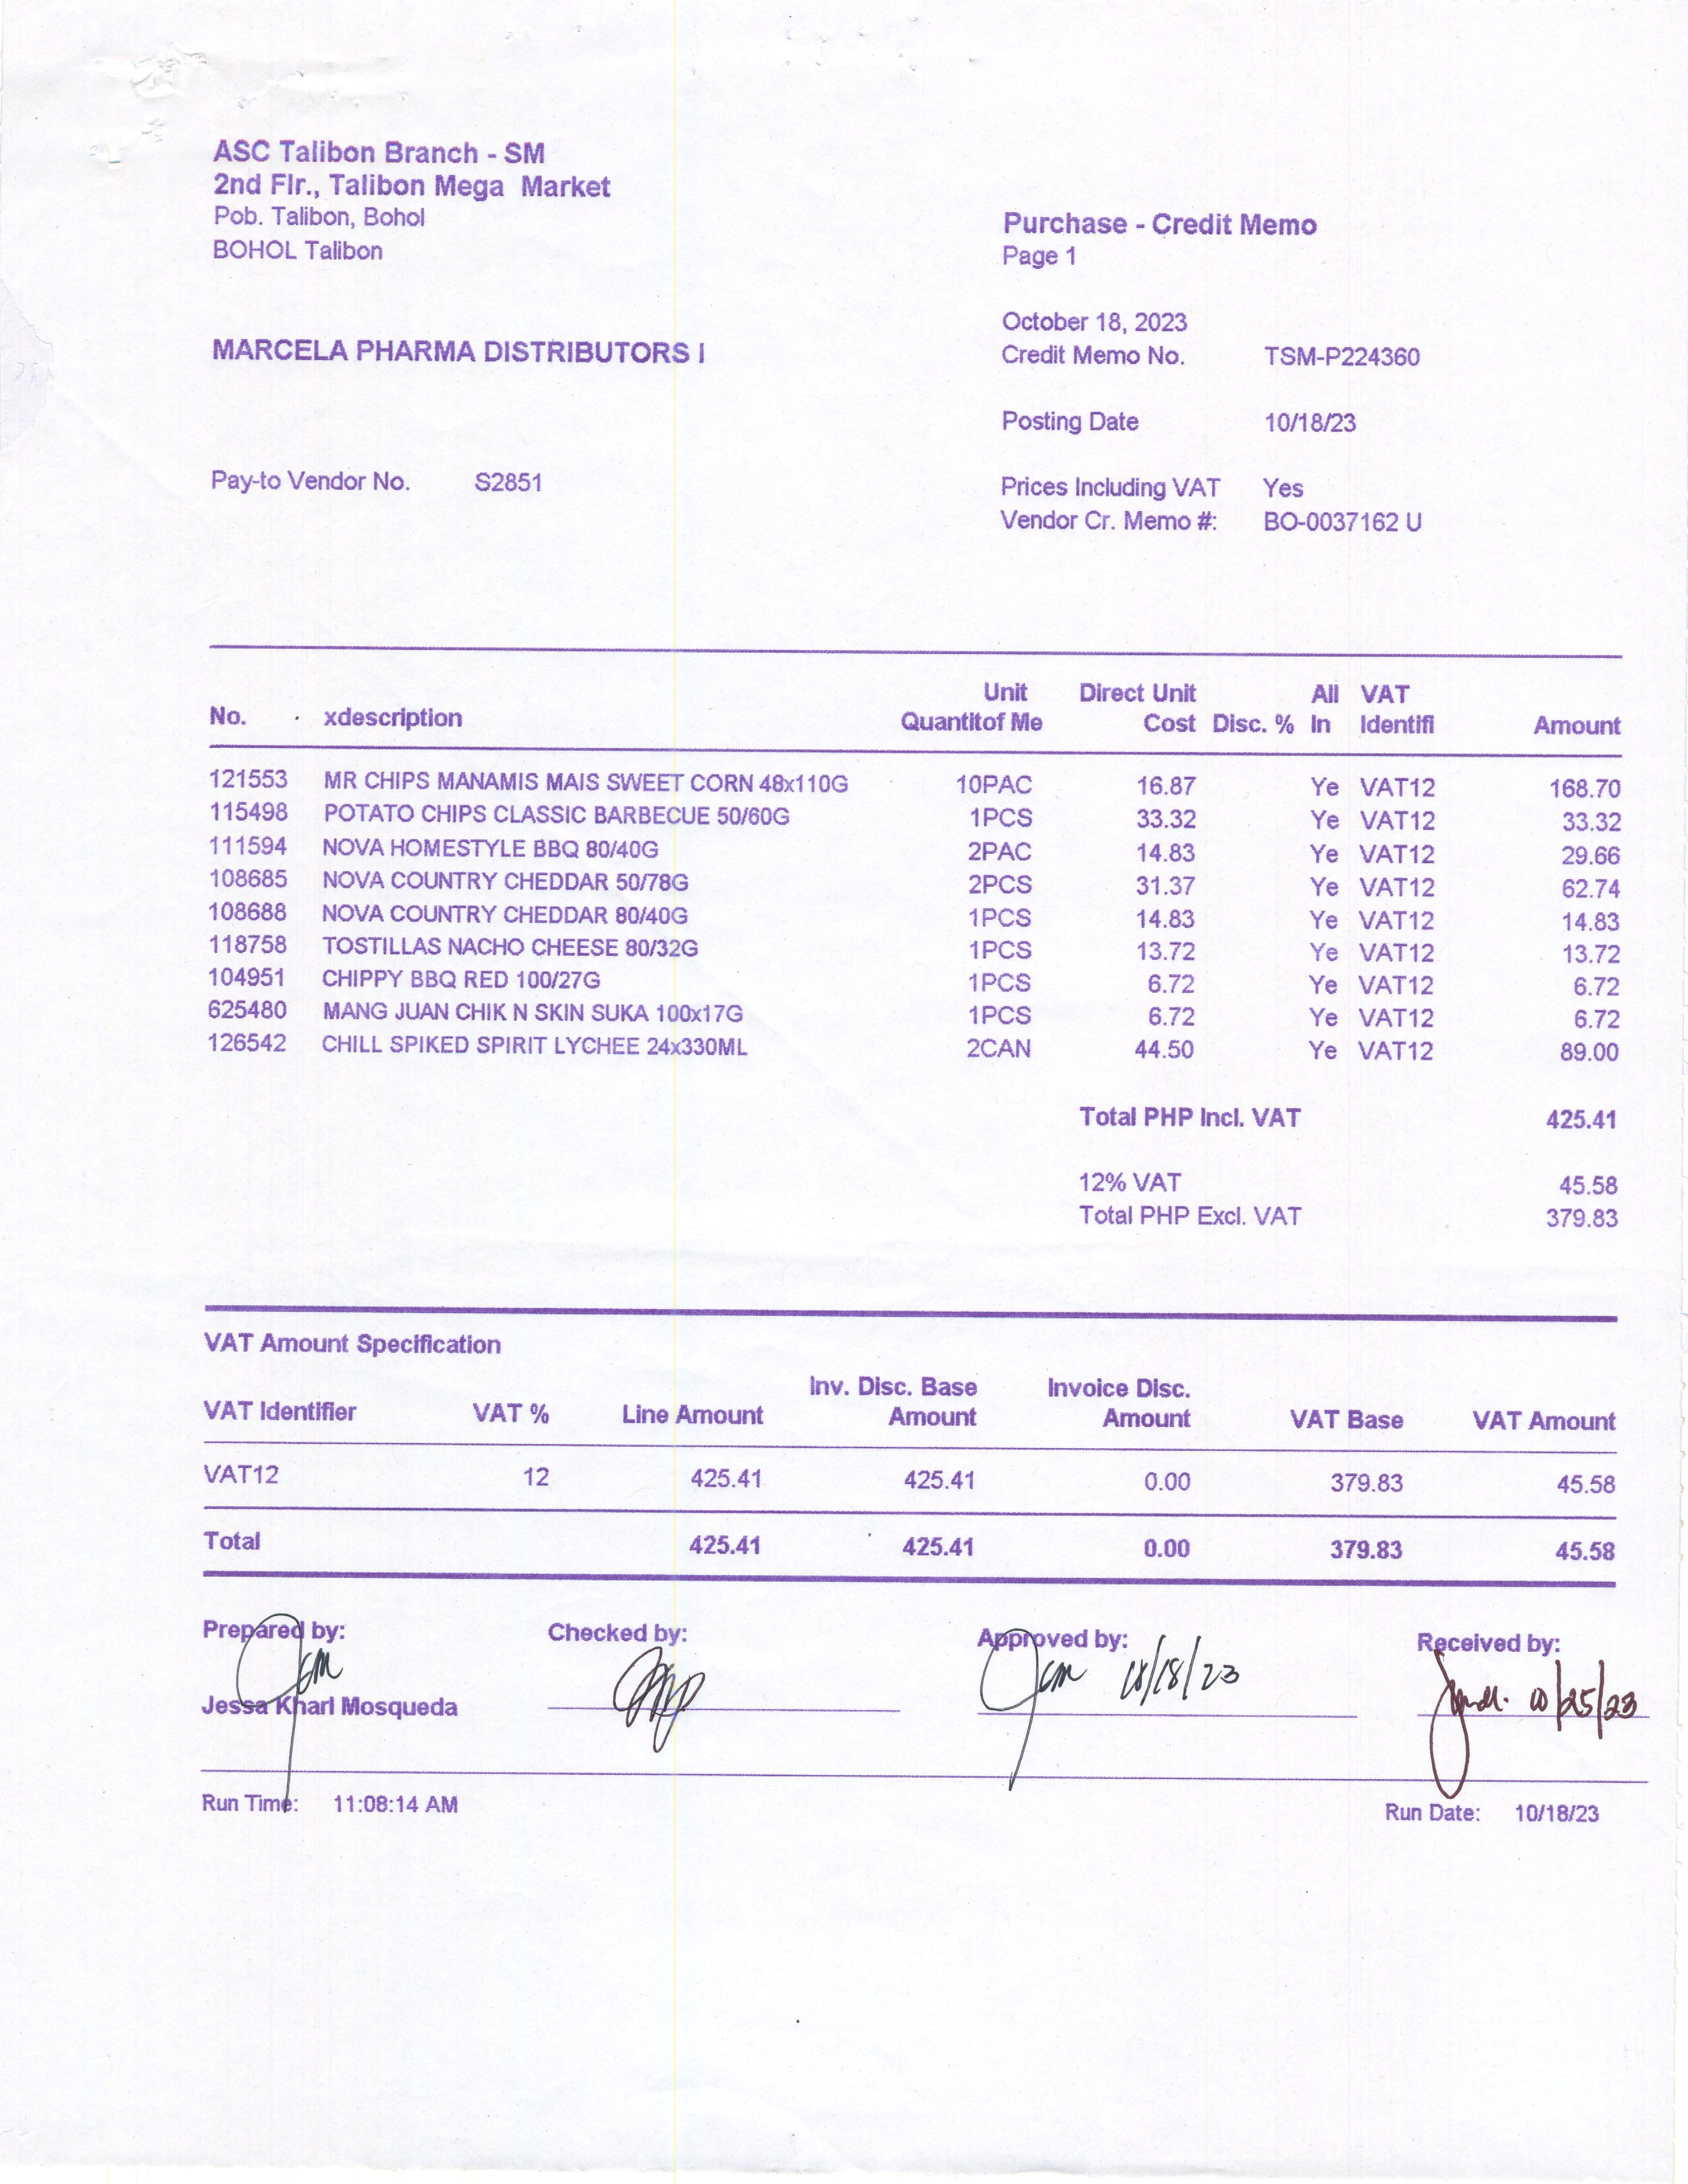 ASC Talibon Branch - SM
2nd Flr., Talibon Mega Market
Pob. Talibon, Bohol
BOHOL Talibon
Purchase - Credit Memo
Page 1
October 18, 2023
MARCELA PHARMA DISTRIBUTORS I
Credit Memo No. TSM-P224360
Posting Date 10/18/23
Pay-to Vendor No. S2851
Prices Including VAT Yes
Vendor Cr. Memo #: BO-0037162 U
Unit Direct Unit All VAT
No. xdescription Quantitof Me Cost Disc. % In Identifi Amount
121553 MR CHIPS MANAMIS MAIS SWEET CORN 48x110G 10PAC 16.87 Ye VAT12 168.70
115498 POTATO CHIPS CLASSIC BARBECUE 50/60G 1PCS 33.32 Ye VAT12 33.32
111594 NOVA HOMESTYLE BBQ 80/40G 2PAC 14.83 Ye VAT12 29.66
108685 NOVA COUNTRY CHEDDAR 50/78G 2PCS 31.37 Ye VAT12 62.74
108688 NOVA COUNTRY CHEDDAR 80/40G 1PCS 14.83 Ye VAT12 14.83
118758 TOSTILLAS NACHO CHEESE 80/32G 1PCS 13.72 Ye VAT12 13.72
104951 CHIPPY BBQ RED 100/27G 1PCS 6.72 Ye VAT12 6.72
625480 MANG JUAN CHIK N SKIN SUKA 100x17G 1PCS 6.72 Ye VAT12 6.72
126542 CHILL SPIKED SPIRIT LYCHEE 24x330ML 2CAN 44.50 Ye VAT12 89.00
Total PHP Incl. VAT 425.41
12% VAT 45.58
Total PHP Excl. VAT 379.83
VAT Amount Specification
Inv. Disc. Base Invoice Disc.
VAT Identifier VAT % Line Amount Amount Amount VAT Base VAT Amount
VAT12 12 425.41 425.41 0.00 379.83 45.58
Total 425.41 425.41 0.00 379.83 45.58
Prepared by: Checked by: Approved by: Received by:
10/18/23 10/25/23
Jessa Kharl Mosqueda
Run Time: 11:08:14 AM Run Date: 10/18/23